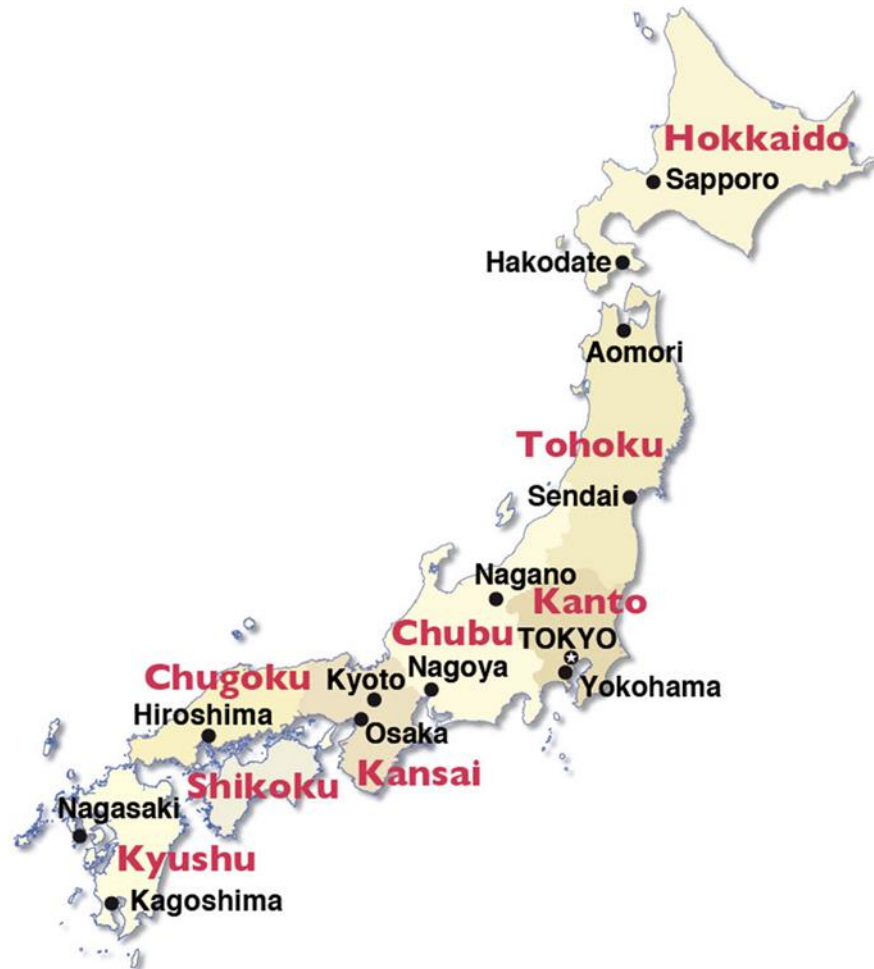 Hokkaido
Sapporo
Hakodate
Aomori
Tohoku
Sendai
Nagano
Kanto
Chubu
TOKYO
Nagoya
Yokohama
Chugoku
Kyoto
Hiroshima
Osaka
Kansai
Shikoku
Nagasaki
Kyushu
Kagoshima